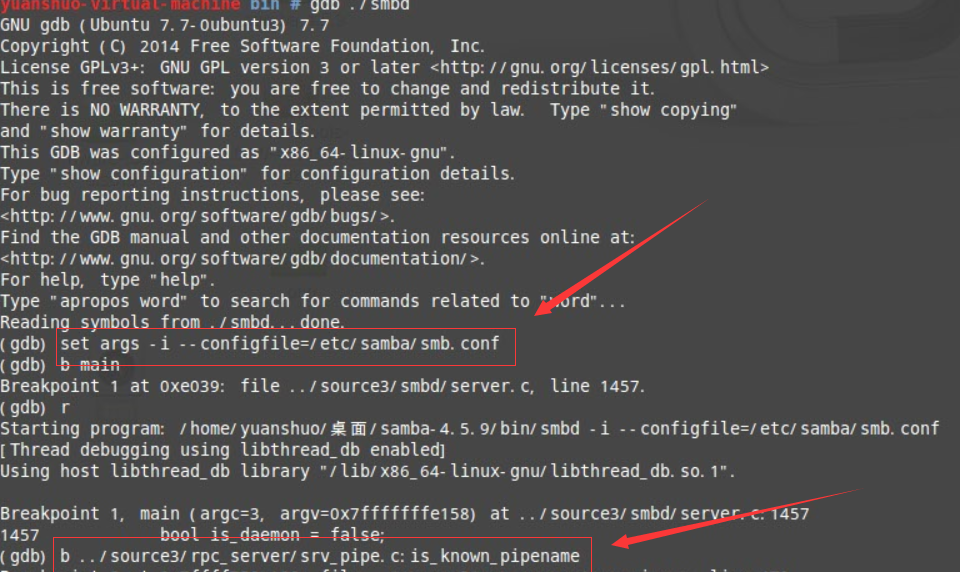 yuanshuo-virtual-machine bin # gdb ./smbd
GNU gdb (Ubuntu 7.7-0ubuntu3) 7.7
Copyright (C) 2014 Free Software Foundation, Inc.
License GPLv3+: GNU GPL version 3 or later <http://gnu.org/licenses/gpl.html>
This is free software: you are free to change and redistribute it.
There is NO WARRANTY, to the extent permitted by law.  Type "show copying"
and "show warranty" for details.
This GDB was configured as "x86_64-linux-gnu".
Type "show configuration" for configuration details.
For bug reporting instructions, please see:
<http://www.gnu.org/software/gdb/bugs/>.
Find the GDB manual and other documentation resources online at:
<http://www.gnu.org/software/gdb/documentation/>.
For help, type "help".
Type "apropos word" to search for commands related to "word"...
Reading symbols from ./smbd...done.
(gdb) set args -i --configfile=/etc/samba/smb.conf
(gdb) b main
Breakpoint 1 at 0xe039: file ../source3/smbd/server.c, line 1457.
(gdb) r
Starting program: /home/yuanshuo/桌面/samba-4.5.9/bin/smbd -i --configfile=/etc/samba/smb.conf
[Thread debugging using libthread_db enabled]
Using host libthread_db library "/lib/x86_64-linux-gnu/libthread_db.so.1".
Breakpoint 1, main (argc=3, argv=0x7fffffffe158) at ../source3/smbd/server.c:1457
1457 bool is_daemon = false;
(gdb) b ../source3/rpc_server/srv_pipe.c:is_known_pipename